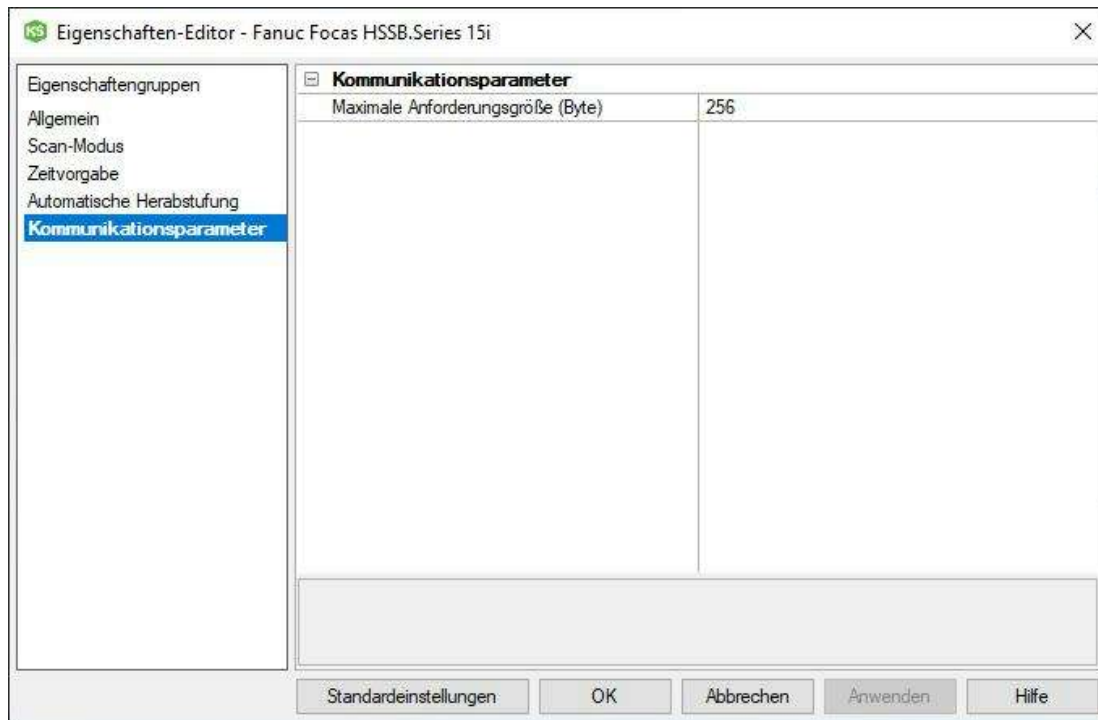 KS Eigenschaften-Editor - Fanuc Focas HSSB.Series 15i
Eigenschaftengruppen
Allgemein
Scan-Modus
Zeitvorgabe
Automatische Herabstufung
Kommunikationsparameter
Kommunikationsparameter
Maximale Anforderungsgröße (Byte) 256
Standardeinstellungen OK Abbrechen Anwenden Hilfe